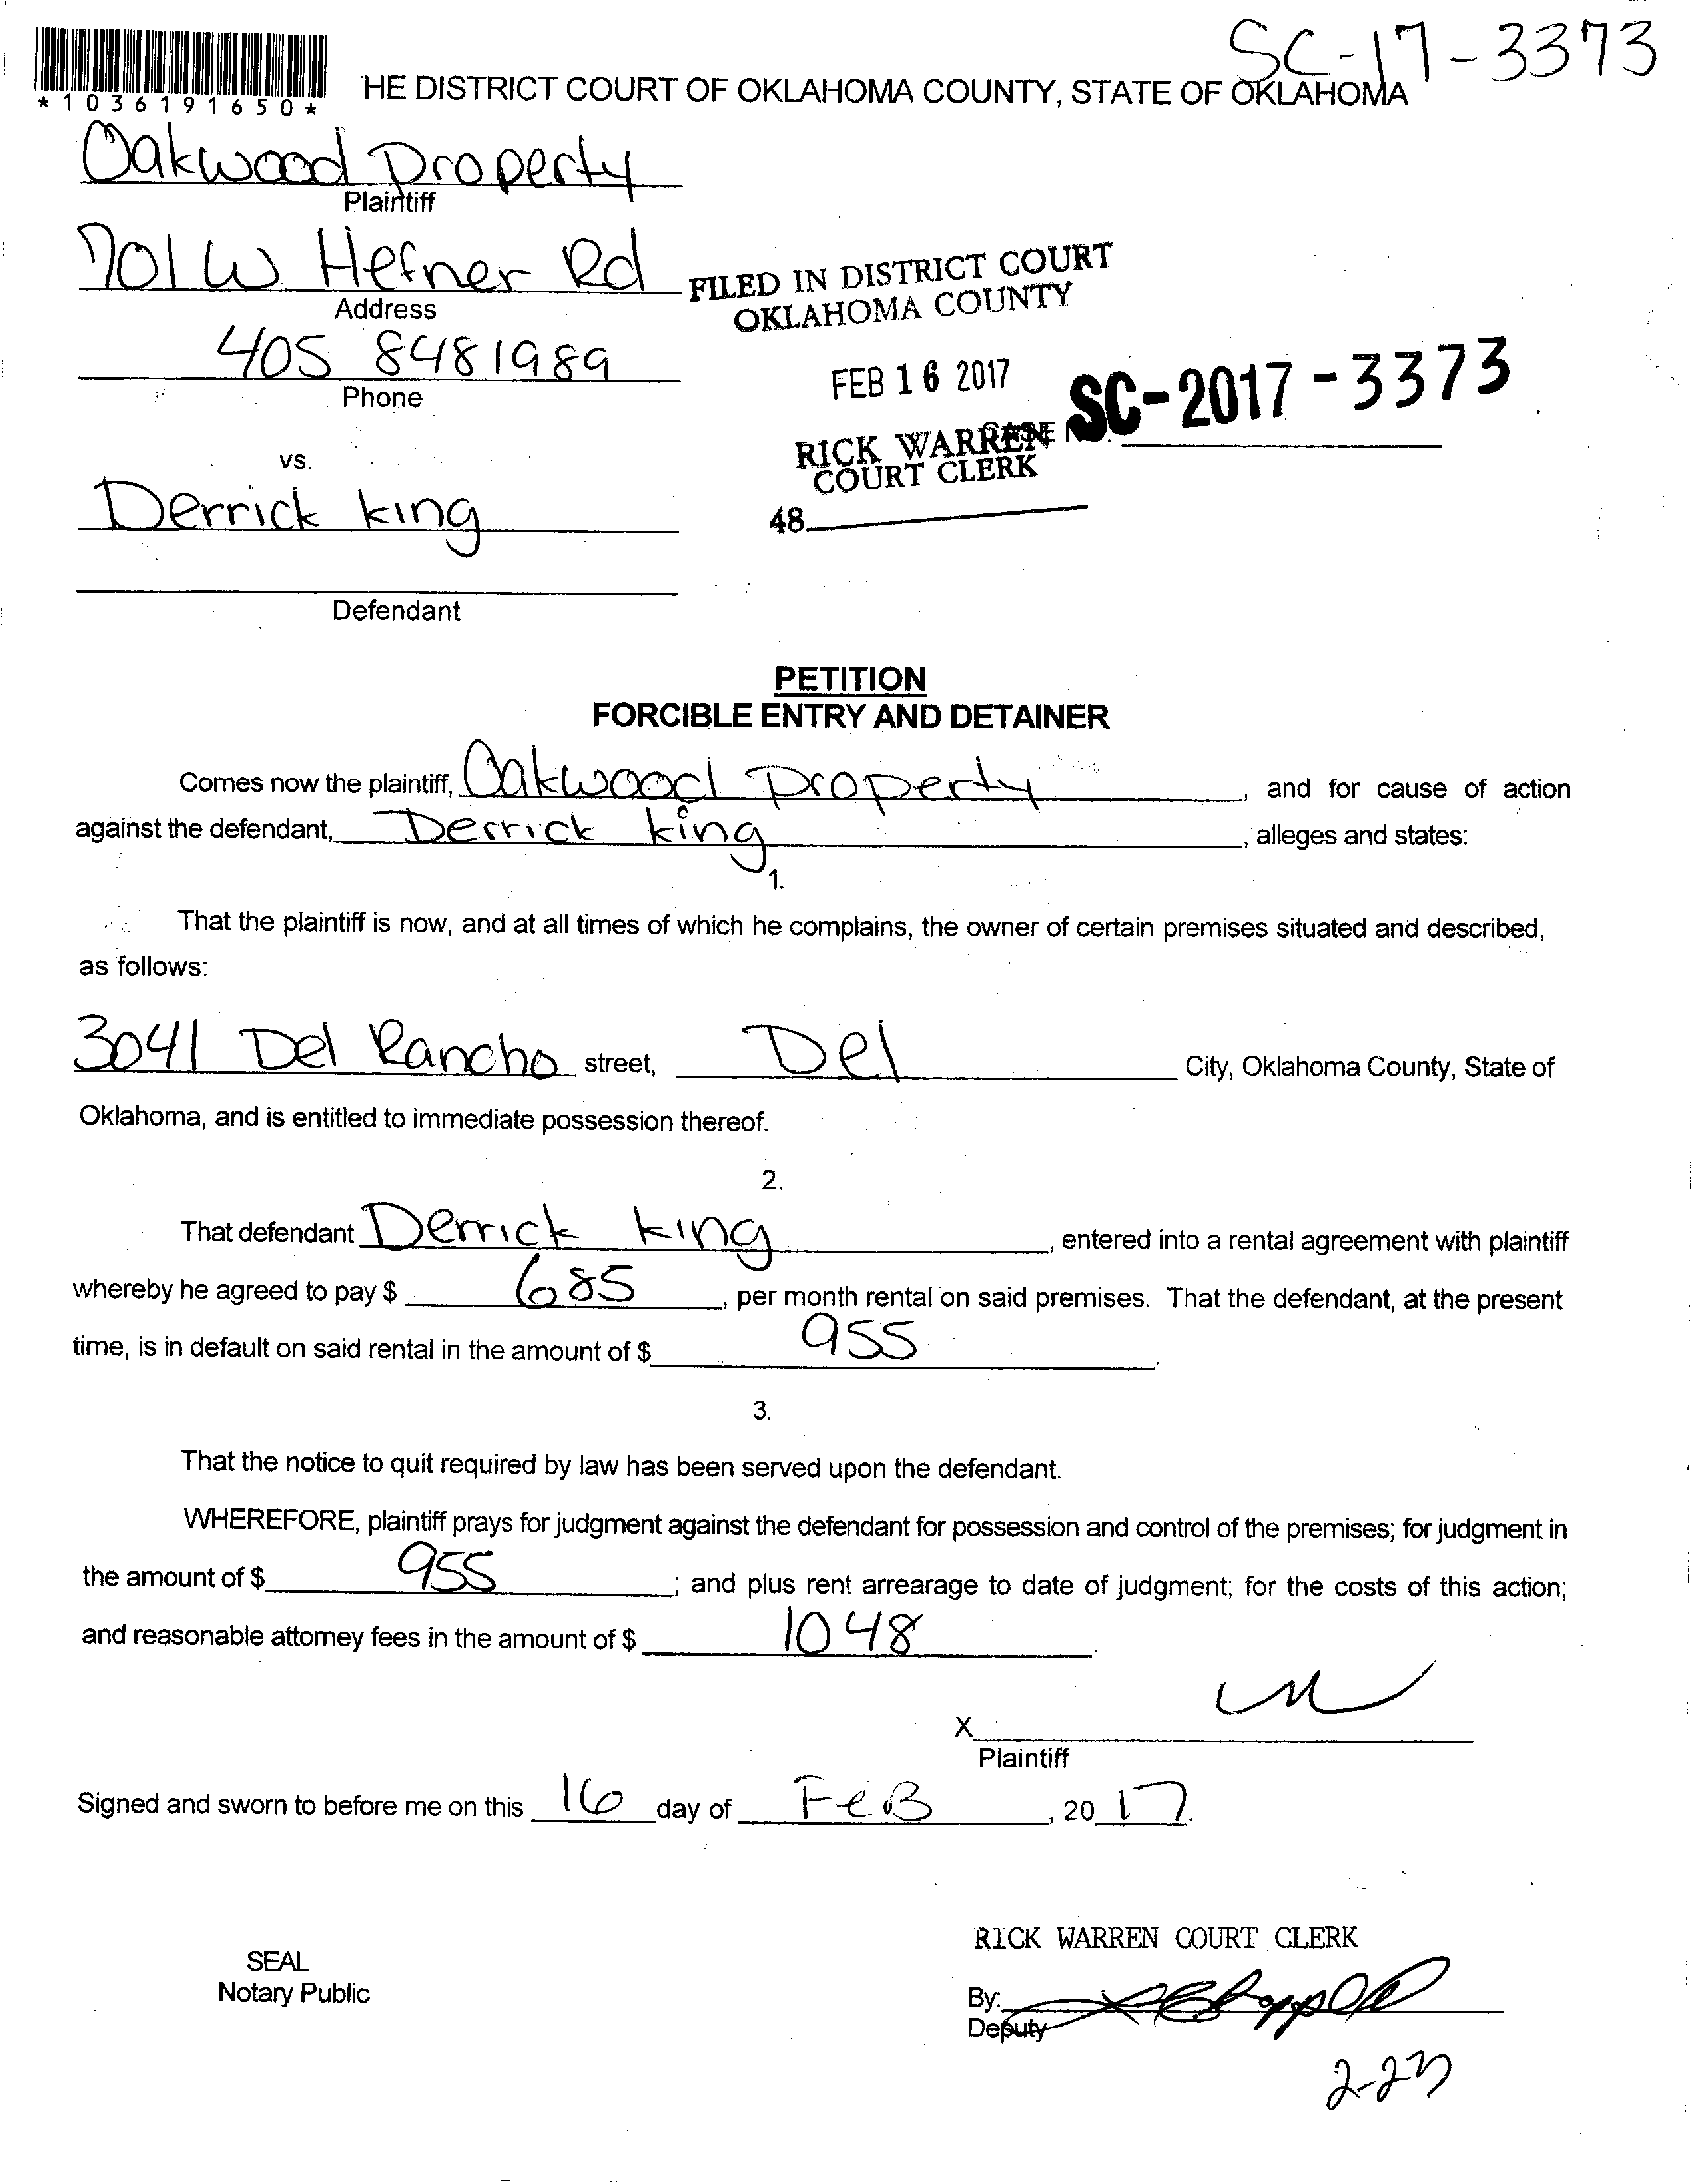 SC-17-3373
*1036191650*
HE DISTRICT COURT OF OKLAHOMA COUNTY, STATE OF OKLAHOMA
Oakwood Property
Plaintiff
701 W Hefner Rd
Address
FILED IN DISTRICT COURT
OKLAHOMA COUNTY
405 8481989
Phone
FEB 16 2017
SC-2017-3373
RICK WARREN
COURT CLERK
vs.
Derrick king
48
Defendant
PETITION
FORCIBLE ENTRY AND DETAINER
Comes now the plaintiff, Oakwood Property, and for cause of action
against the defendant, Derrick king, alleges and states:
1.
That the plaintiff is now, and at all times of which he complains, the owner of certain premises situated and described,
as follows:
3041 Del Rancho street, Del City, Oklahoma County, State of
Oklahoma, and is entitled to immediate possession thereof.
2.
That defendant Derrick king, entered into a rental agreement with plaintiff
whereby he agreed to pay $ 685, per month rental on said premises. That the defendant, at the present
time, is in default on said rental in the amount of $ 955.
3.
That the notice to quit required by law has been served upon the defendant.
WHEREFORE, plaintiff prays for judgment against the defendant for possession and control of the premises; for judgment in
the amount of $ 955; and plus rent arrearage to date of judgment; for the costs of this action;
and reasonable attorney fees in the amount of $ 1048.
X
Plaintiff
Signed and sworn to before me on this 16 day of FeB, 20 17.
RICK WARREN COURT CLERK
SEAL
Notary Public
By:
Deputy
2-23